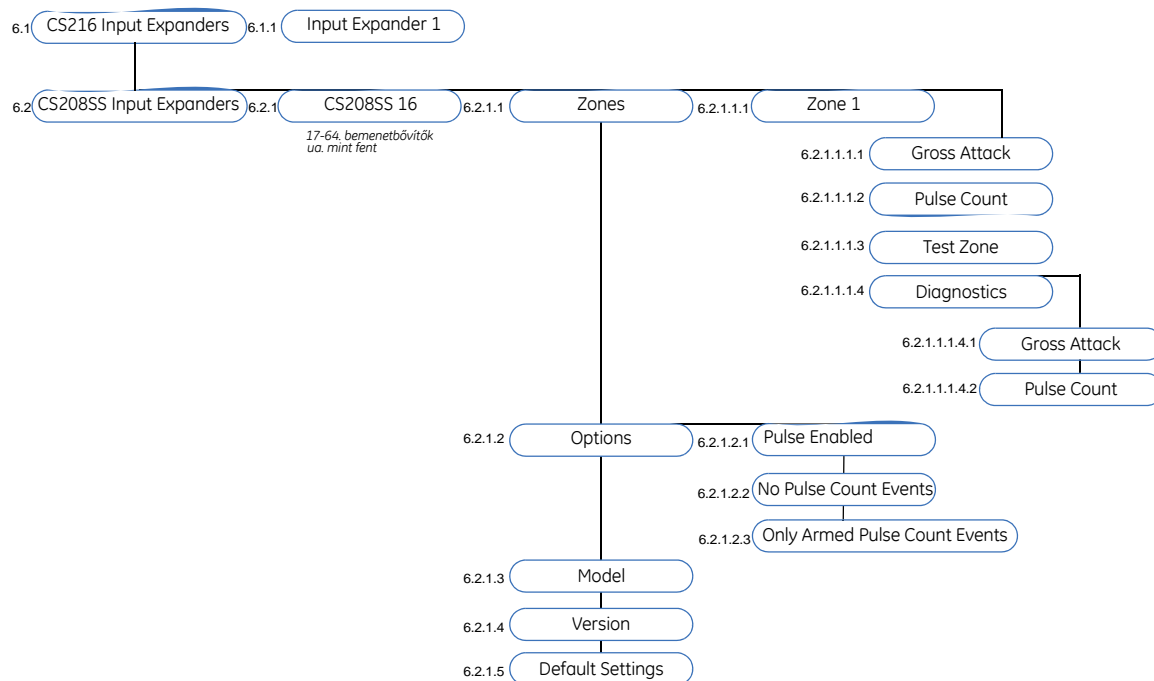 6.1 CS216 Input Expanders 6.1.1 Input Expander 1
6.2 CS208SS Input Expanders 6.2.1 CS208SS 16 6.2.1.1 Zones 6.2.1.1.1 Zone 1
17-64. bemenetbővítők
ua. mint fent
6.2.1.1.1.1 Gross Attack
6.2.1.1.1.2 Pulse Count
6.2.1.1.1.3 Test Zone
6.2.1.1.1.4 Diagnostics
6.2.1.1.1.4.1 Gross Attack
6.2.1.1.1.4.2 Pulse Count
6.2.1.2 Options 6.2.1.2.1 Pulse Enabled
6.2.1.2.2 No Pulse Count Events
6.2.1.2.3 Only Armed Pulse Count Events
6.2.1.3 Model
6.2.1.4 Version
6.2.1.5 Default Settings